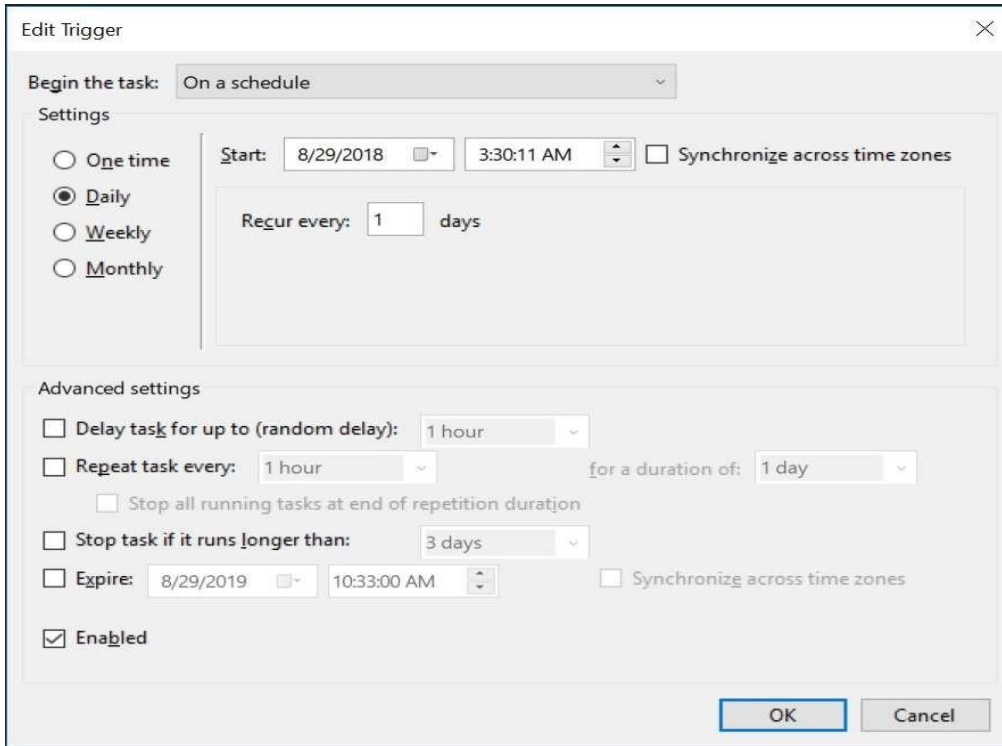 Edit Trigger
Begin the task: On a schedule
Settings
One time
Start: 8/29/2018 3:30:11 AM Synchronize across time zones
Daily
Recur every: 1 days
Weekly
Monthly
Advanced settings
Delay task for up to (random delay): 1 hour
Repeat task every: 1 hour for a duration of: 1 day
Stop all running tasks at end of repetition duration
Stop task if it runs longer than: 3 days
Expire: 8/29/2019 10:33:00 AM Synchronize across time zones
Enabled
OK Cancel